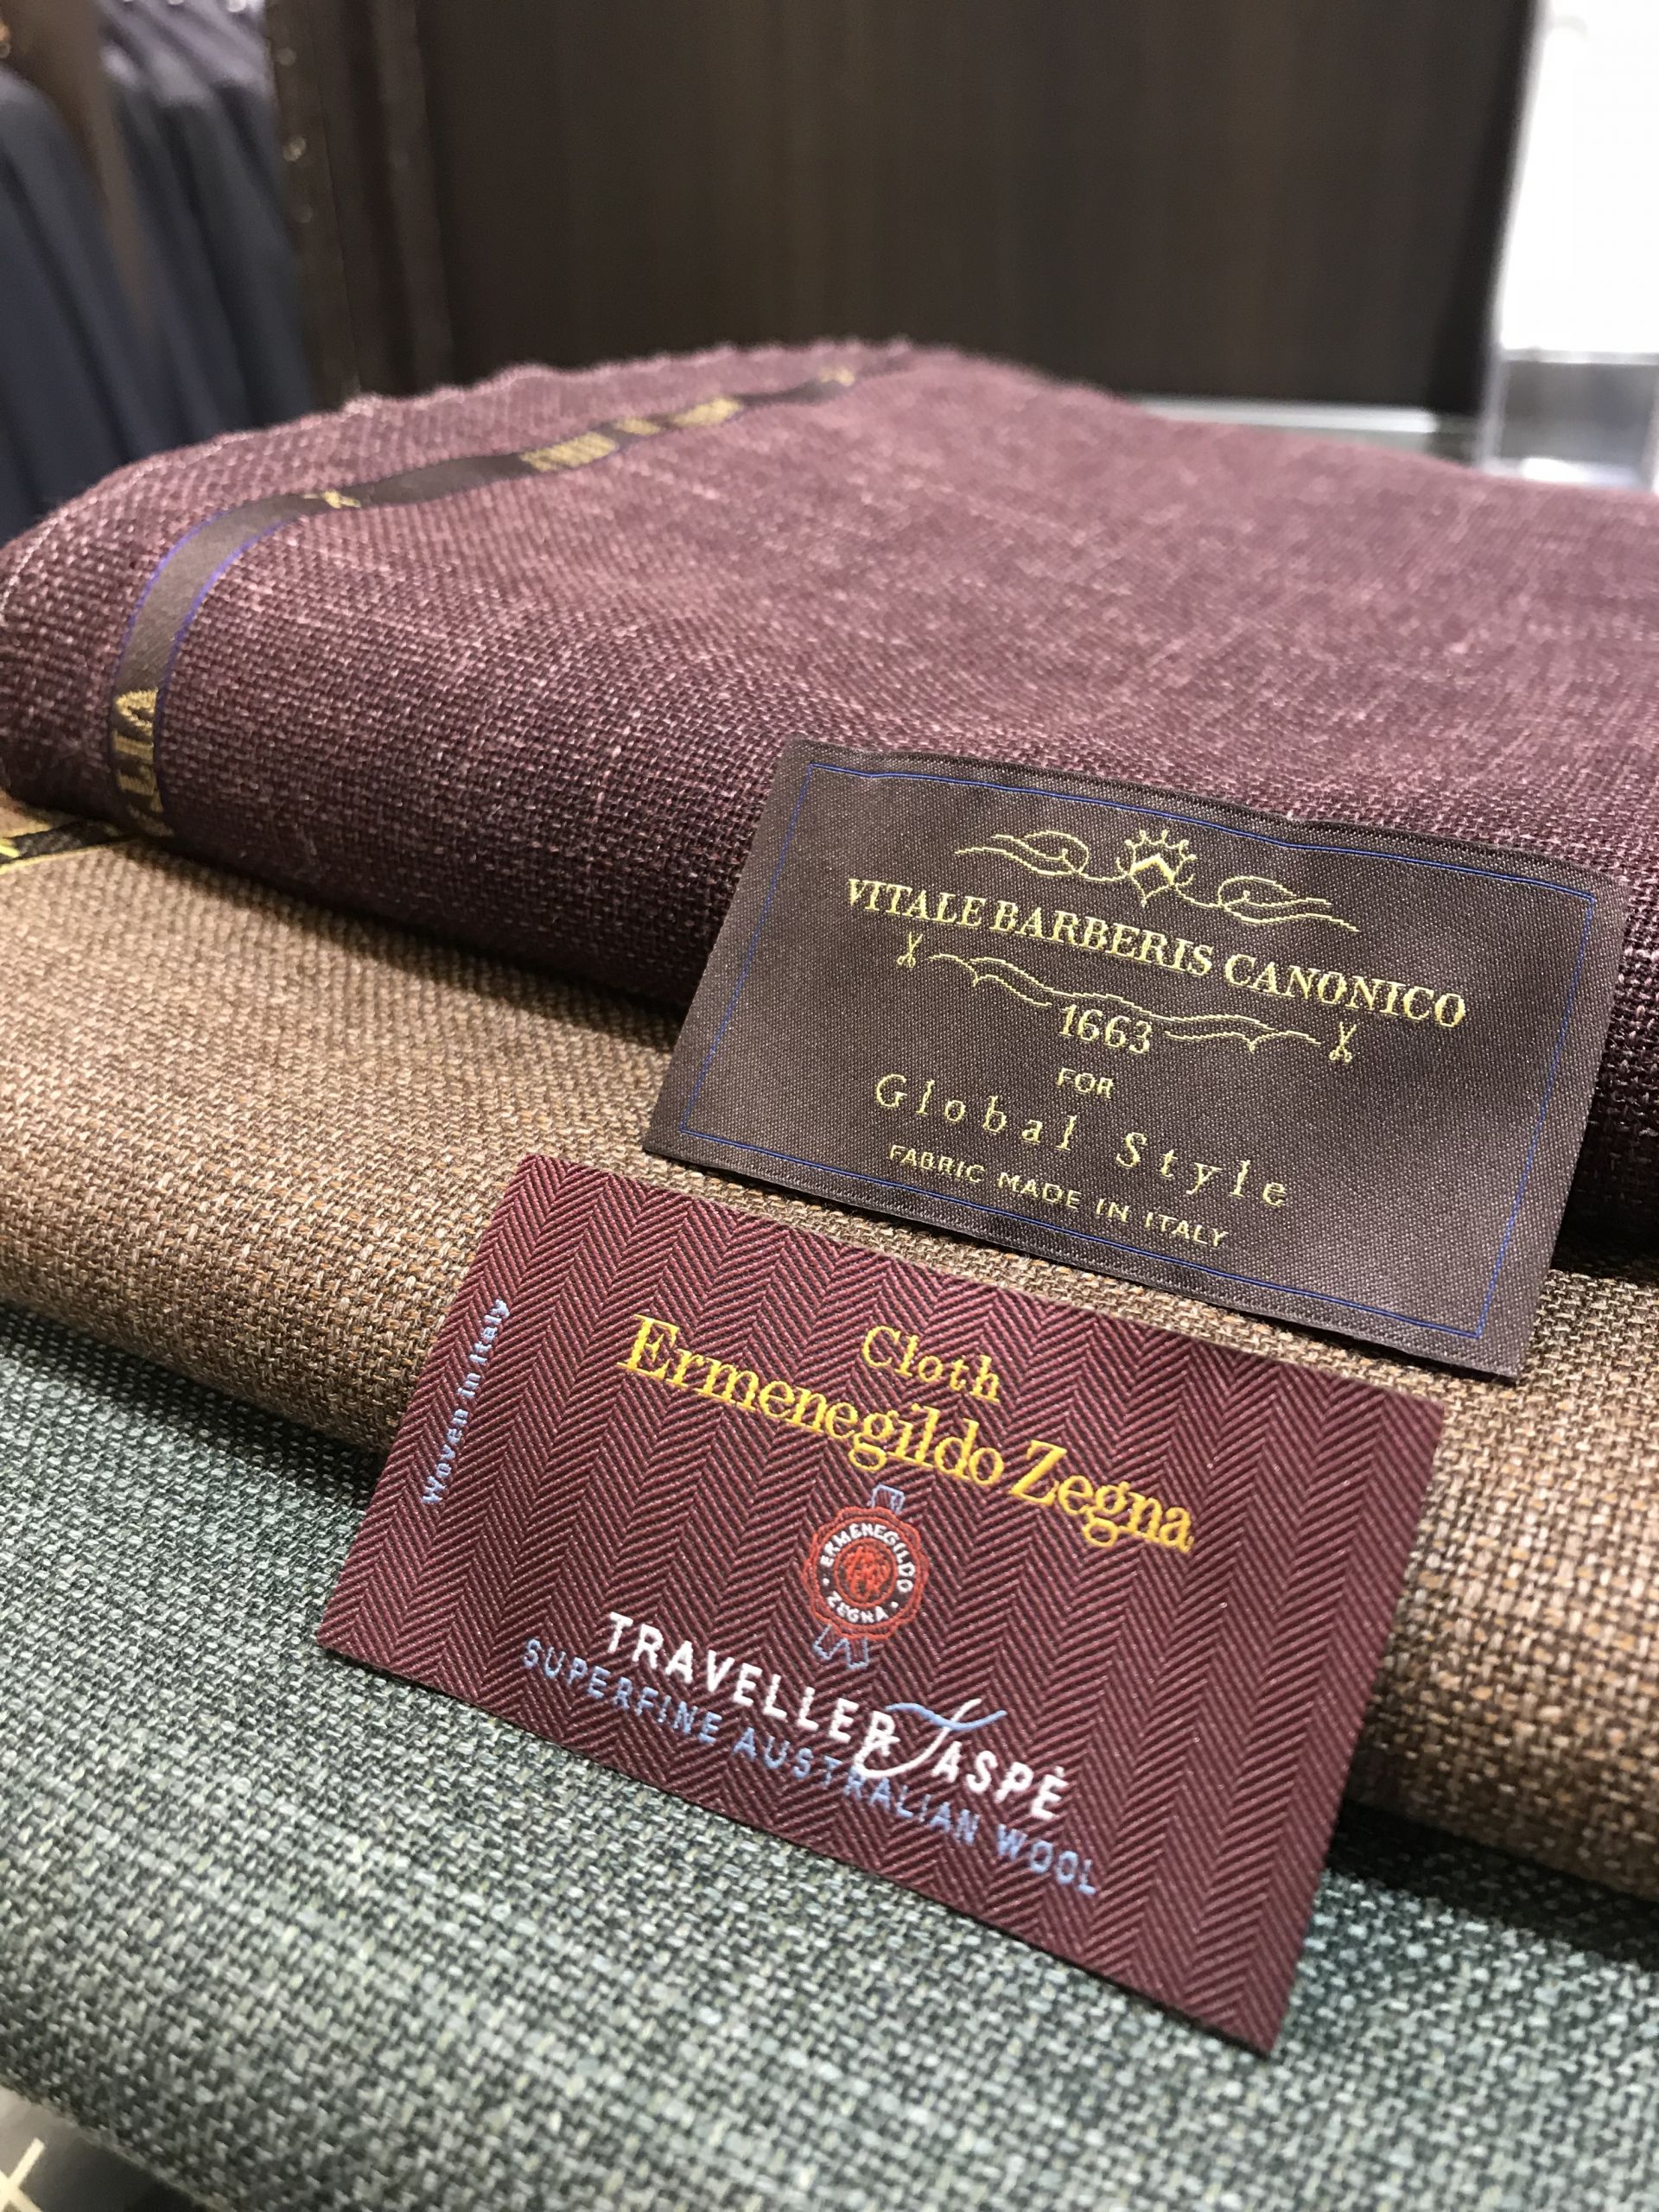 VITALE BARBERIS CANONICO
1663
FOR
Global Style
FABRIC MADE IN ITALY
Woven in Italy
Cloth
Ermenegildo Zegna
ERMENEGILDO
ZEGNA
TRAVELLER JASPÈ
SUPERFINE AUSTRALIAN WOOL